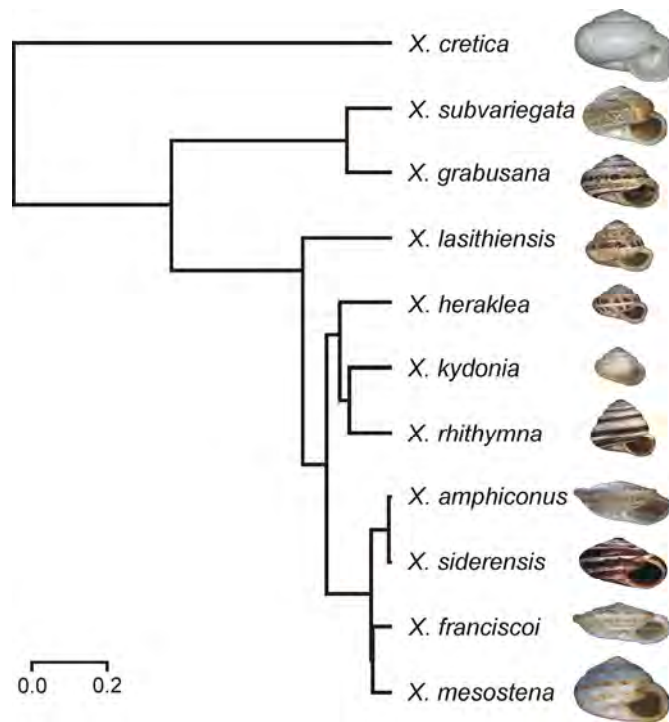 X. cretica
X. subvariegata
X. grabusana
X. lasithiensis
X. heraklea
X. kydonia
X. rhithymna
X. amphiconus
X. siderensis
X. franciscoi
X. mesostena
0.0 0.2